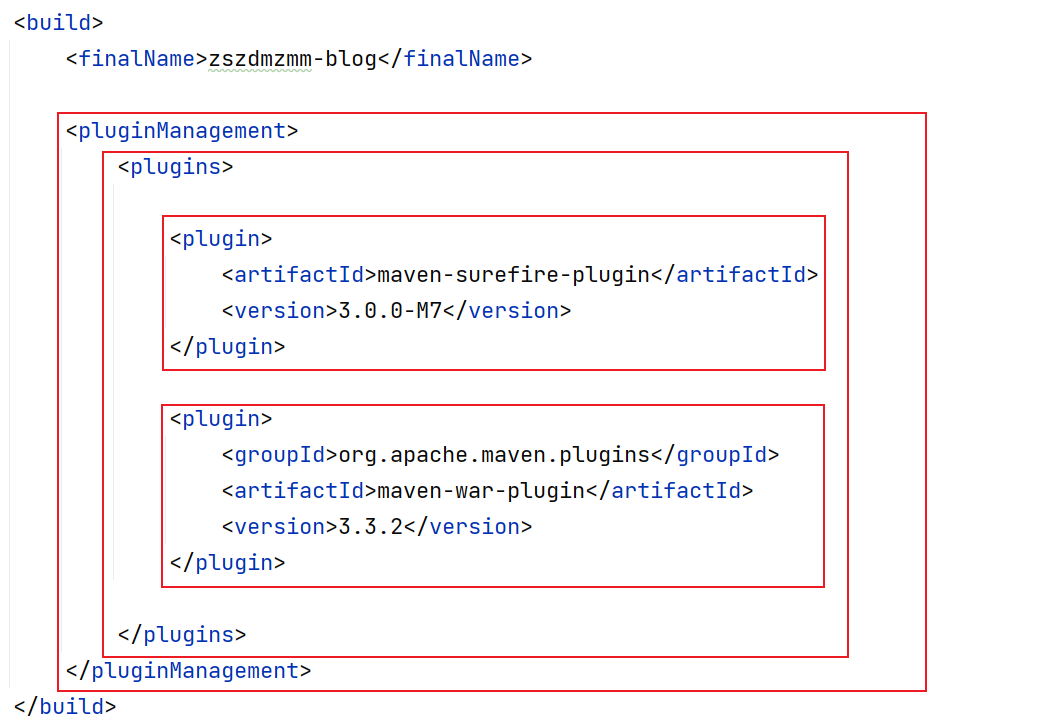 <build>
    <finalName>zszdmzmm-blog</finalName>
    <pluginManagement>
        <plugins>
            <plugin>
                <artifactId>maven-surefire-plugin</artifactId>
                <version>3.0.0-M7</version>
            </plugin>
            <plugin>
                <groupId>org.apache.maven.plugins</groupId>
                <artifactId>maven-war-plugin</artifactId>
                <version>3.3.2</version>
            </plugin>
        </plugins>
    </pluginManagement>
</build>